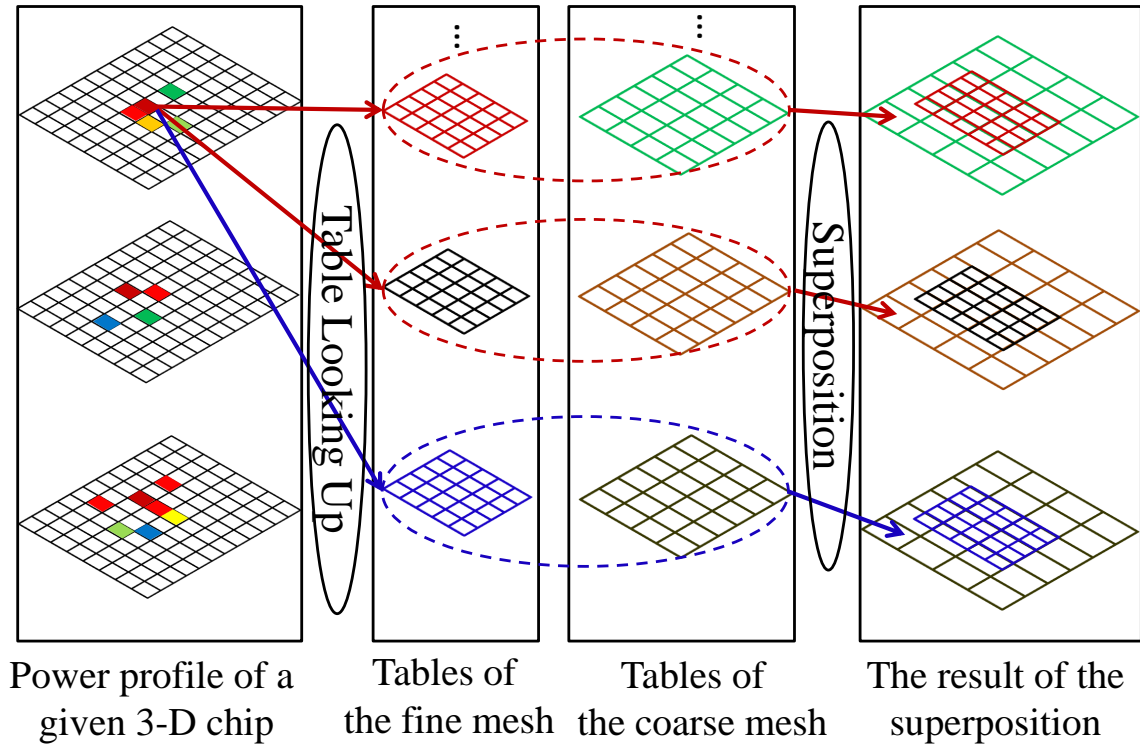 ...
...
Table Looking Up
Superposition
Power profile of a
given 3-D chip
Tables of
the fine mesh
Tables of
the coarse mesh
The result of the
superposition